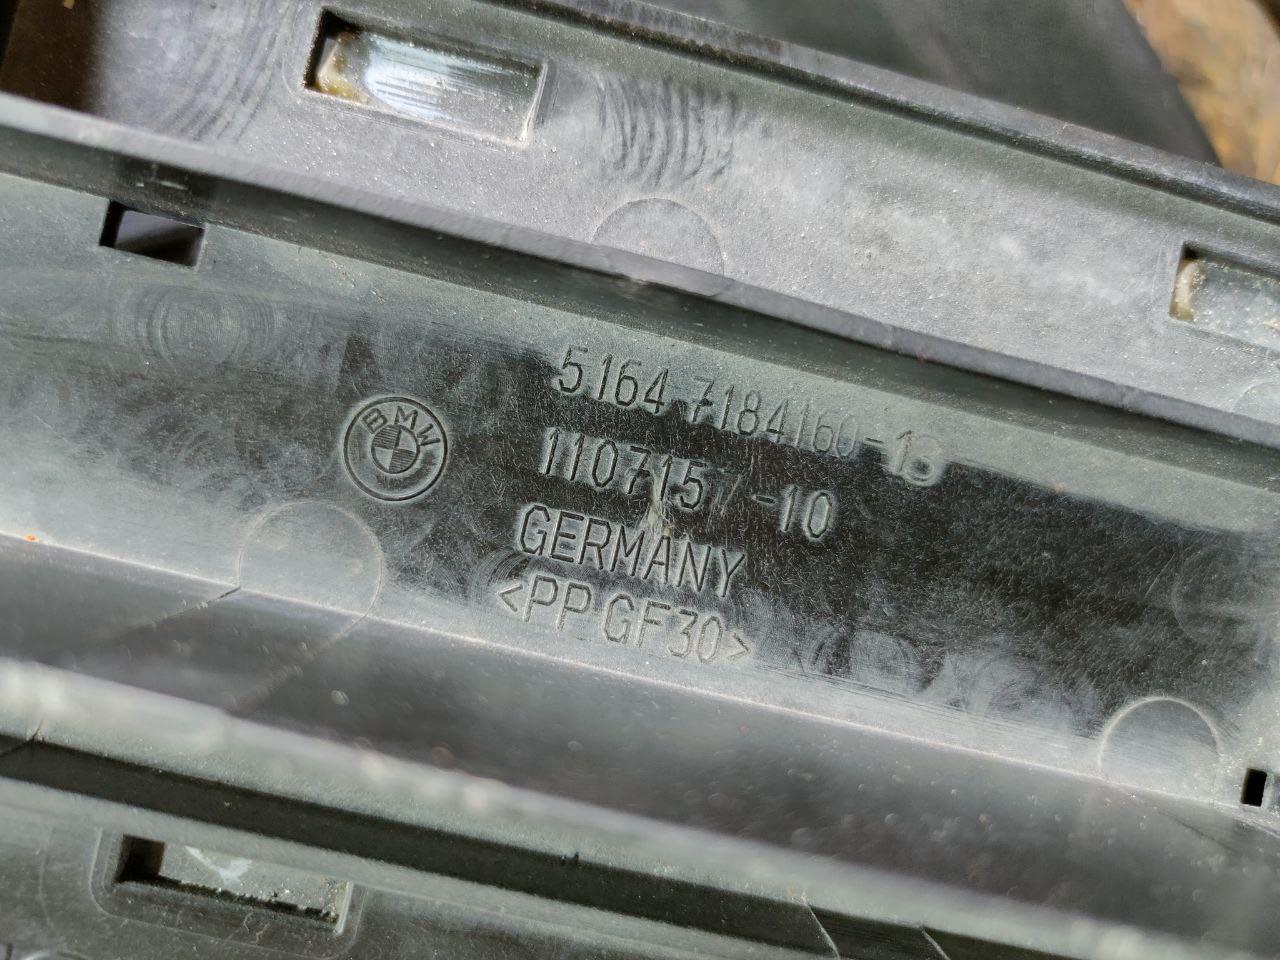 BMW
5164 7184160-13
1107157-10
GERMANY
<PP GF30>